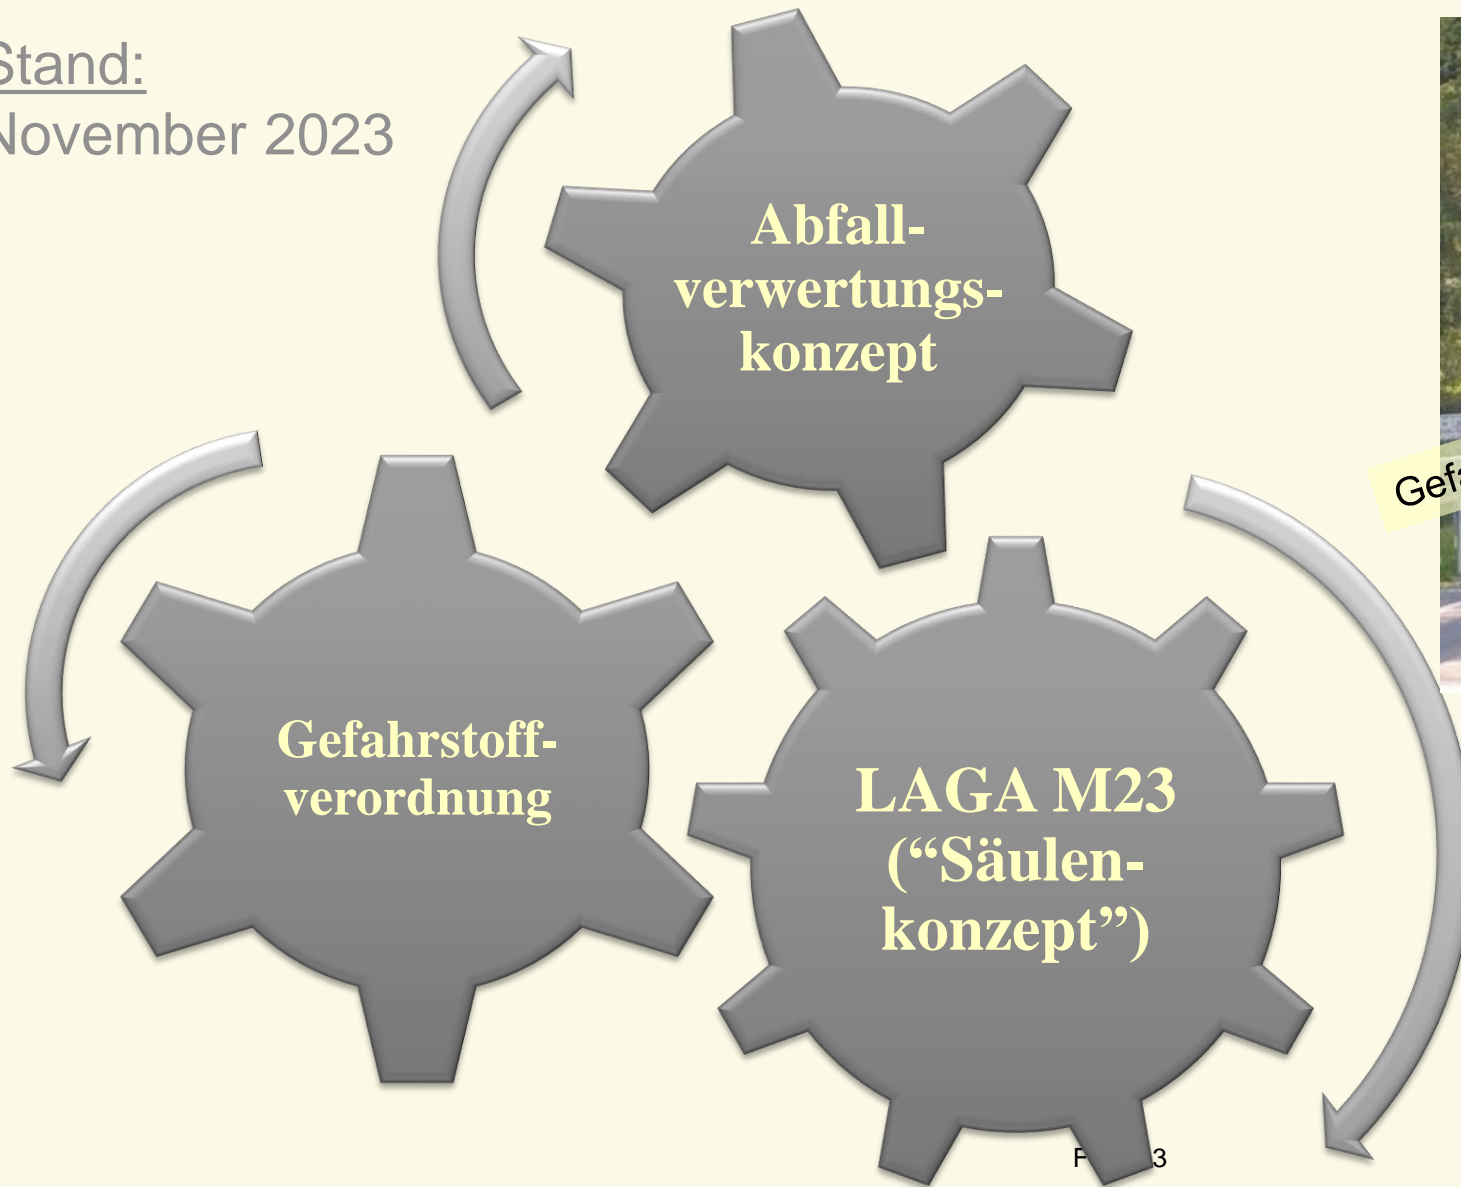 Stand:
November 2023
Abfall-
verwertungs-
konzept
Gefahrstoff-
verordnung
LAGA M23
(“Säulen-
konzept”)